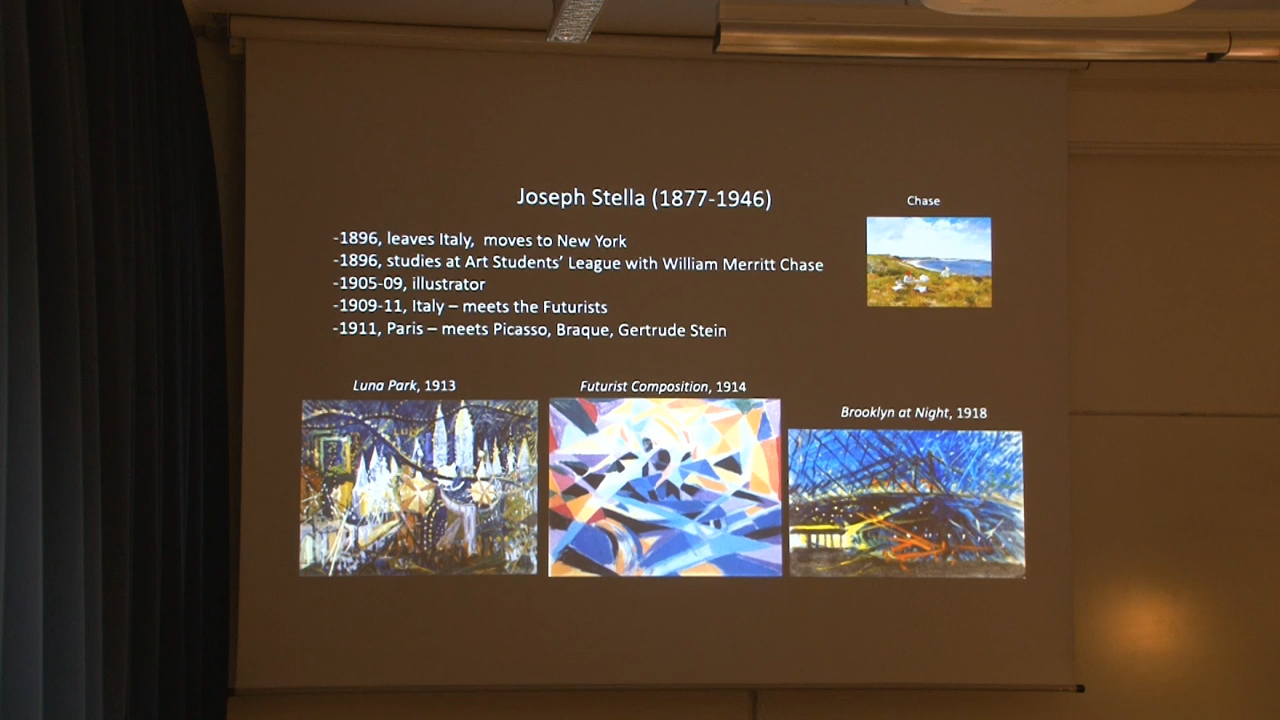 Joseph Stella (1877-1946)
Chase
-1896, leaves Italy,  moves to New York
-1896, studies at Art Students’ League with William Merritt Chase
-1905-09, illustrator
-1909-11, Italy – meets the Futurists
-1911, Paris – meets Picasso, Braque, Gertrude Stein
Luna Park, 1913
Futurist Composition, 1914
Brooklyn at Night, 1918